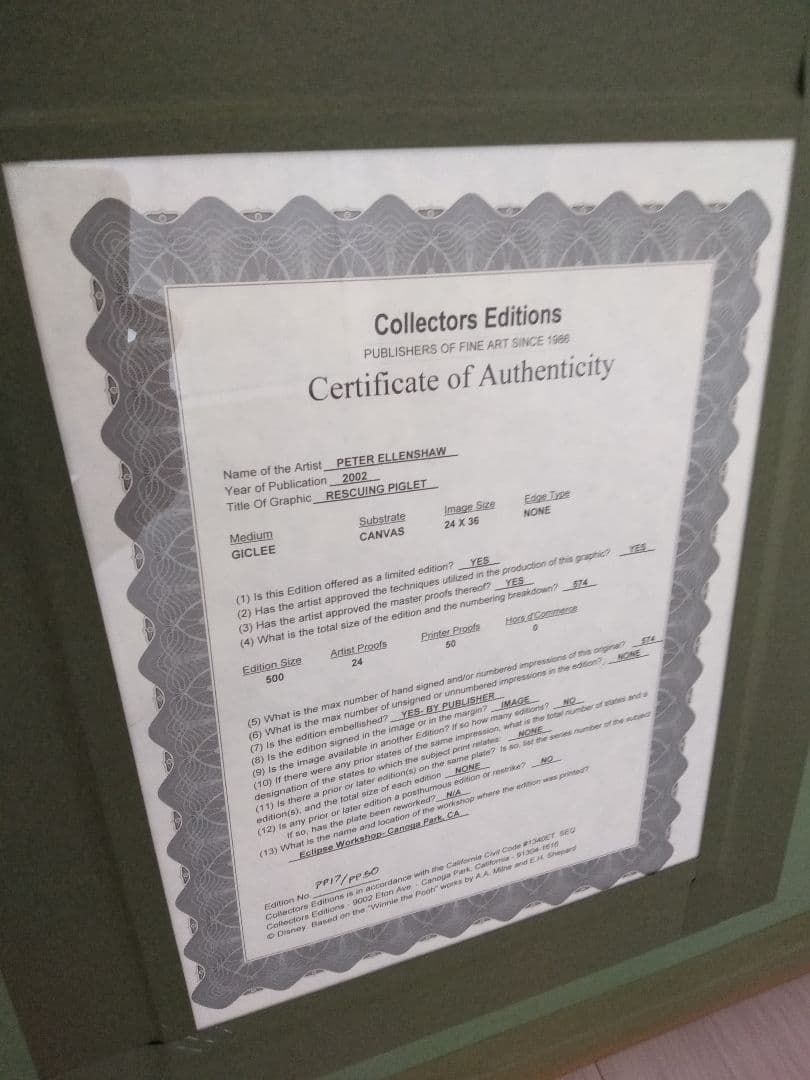 Collectors Editions
PUBLISHERS OF FINE ART SINCE 1986
Certificate of Authenticity
Name of the Artist PETER ELLENSHAW
Year of Publication 2002
Title Of Graphic RESCUING PIGLET
Medium Substrate Image Size Edge Type
GICLEE CANVAS 24 X 36 NONE
(1) Is this Edition offered as a limited edition? YES
(2) Has the artist approved the techniques utilized in the production of this graphic? YES
(3) Has the artist approved the master proofs thereof? YES
(4) What is the total size of the edition and the numbering breakdown? 574
Edition Size Artist Proofs Printer Proofs Hors d'Commerce
500 24 50 0
(5) What is the max number of hand signed and/or numbered impressions of this original? 574
(6) What is the max number of unsigned or unnumbered impressions in the edition? NONE
(7) Is the edition embellished? YES- BY PUBLISHER
(8) Is the edition signed in the image or in the margin? IMAGE
(9) Is the image available in another Edition? If so how many editions? NO
(10) If there were any prior states of the same impression, what is the total number of states and a
designation of the states to which the subject print relates: NONE
(11) Is there a prior or later edition(s) on the same plate? Is so, list the series number of the subject
edition(s), and the total size of each edition NONE
(12) Is any prior or later edition a posthumous edition or restrike? NO
If so, has the plate been reworked? N/A
(13) What is the name and location of the workshop where the edition was printed?
Eclipse Workshop- Canoga Park, CA
Edition No. PP17/PP50
Collectors Editions is in accordance with the California Civil Code #1340ET. SEQ
Collectors Editions - 9002 Eton Ave. - Canoga Park, California - 91304-1616
© Disney. Based on the "Winnie the Pooh" works by A.A. Milne and E.H. Shepard